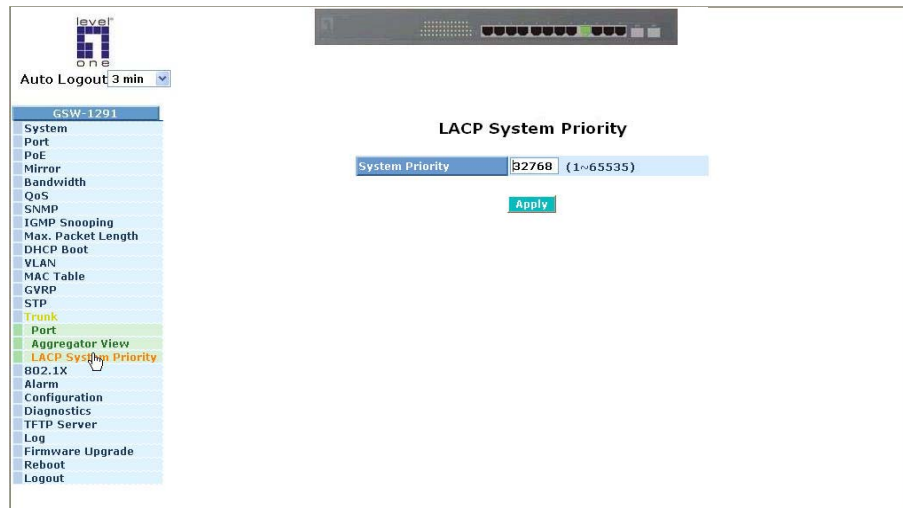 level
one
Auto Logout 3 min
GSW-1291
System
Port
PoE
Mirror
Bandwidth
QoS
SNMP
IGMP Snooping
Max. Packet Length
DHCP Boot
VLAN
MAC Table
GVRP
STP
Trunk
Port
Aggregator View
LACP System Priority
802.1X
Alarm
Configuration
Diagnostics
TFTP Server
Log
Firmware Upgrade
Reboot
Logout
LACP System Priority
System Priority 32768 (1~65535)
Apply